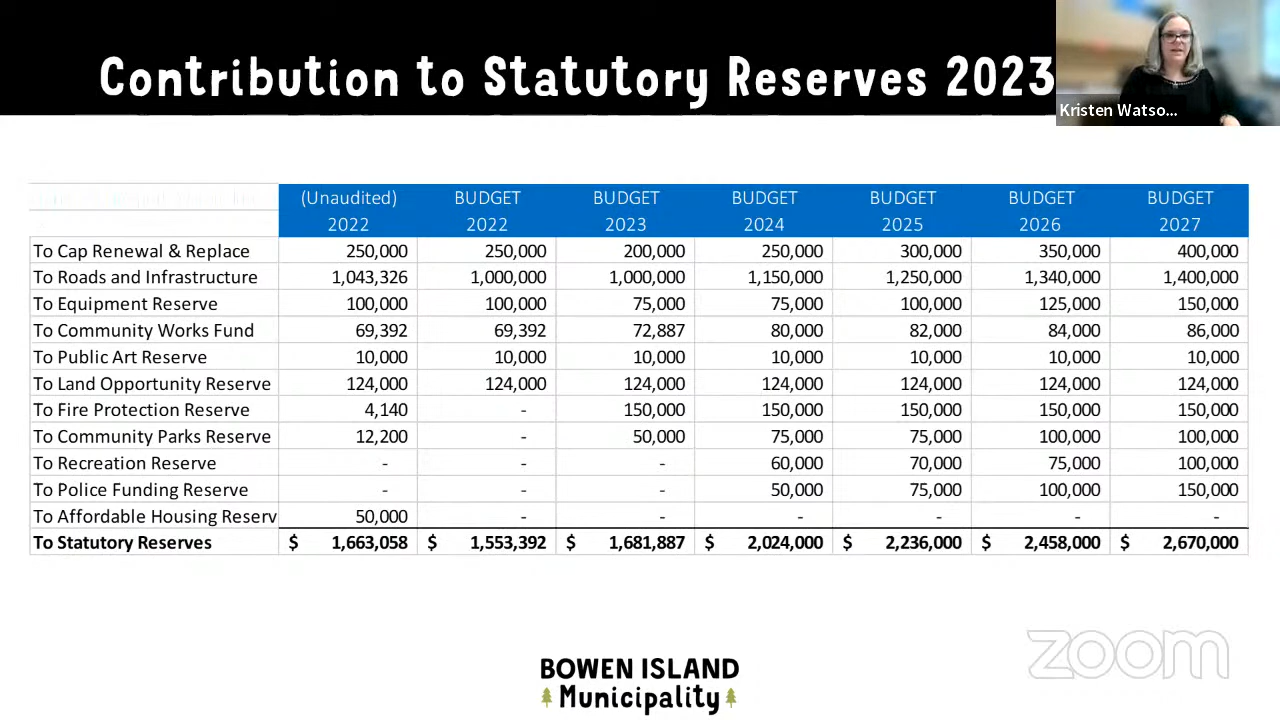 Contribution to Statutory Reserves 2023
Kristen Watso...
(Unaudited) BUDGET BUDGET BUDGET BUDGET BUDGET BUDGET
2022 2022 2023 2024 2025 2026 2027
To Cap Renewal & Replace 250,000 250,000 200,000 250,000 300,000 350,000 400,000
To Roads and Infrastructure 1,043,326 1,000,000 1,000,000 1,150,000 1,250,000 1,340,000 1,400,000
To Equipment Reserve 100,000 100,000 75,000 75,000 100,000 125,000 150,000
To Community Works Fund 69,392 69,392 72,887 80,000 82,000 84,000 86,000
To Public Art Reserve 10,000 10,000 10,000 10,000 10,000 10,000 10,000
To Land Opportunity Reserve 124,000 124,000 124,000 124,000 124,000 124,000 124,000
To Fire Protection Reserve 4,140 - 150,000 150,000 150,000 150,000 150,000
To Community Parks Reserve 12,200 - 50,000 75,000 75,000 100,000 100,000
To Recreation Reserve - - - 60,000 70,000 75,000 100,000
To Police Funding Reserve - - - 50,000 75,000 100,000 150,000
To Affordable Housing Reserv 50,000 - - - - - -
To Statutory Reserves $ 1,663,058 $ 1,553,392 $ 1,681,887 $ 2,024,000 $ 2,236,000 $ 2,458,000 $ 2,670,000
zoom
BOWEN ISLAND
Municipality